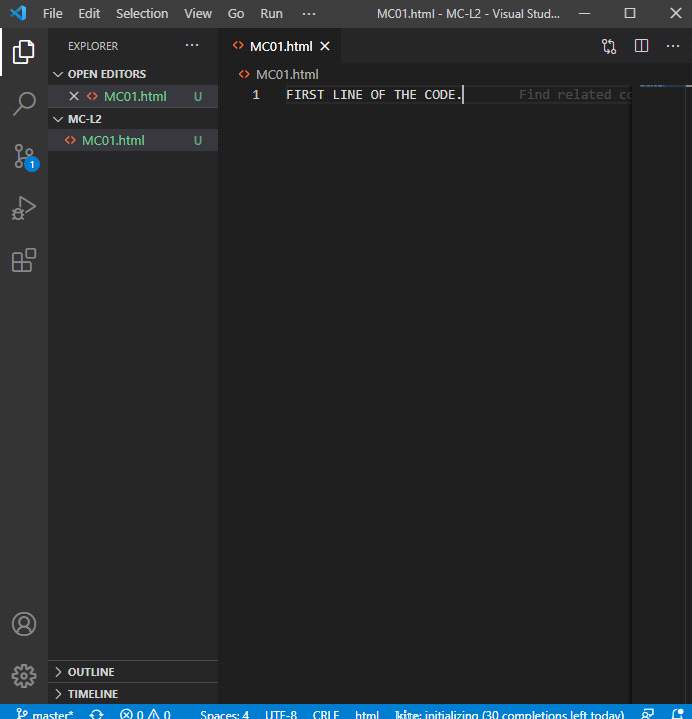 File Edit Selection View Go Run ··· MC01.html - MC-L2 - Visual Stud...
EXPLORER ···
OPEN EDITORS
MC01.html U
MC-L2
MC01.html U
1
OUTLINE
TIMELINE
MC01.html
MC01.html
1 FIRST LINE OF THE CODE. Find related co
master* 0 0 Spaces: 4 UTF-8 CRLF html kite: initializing (30 completions left today)